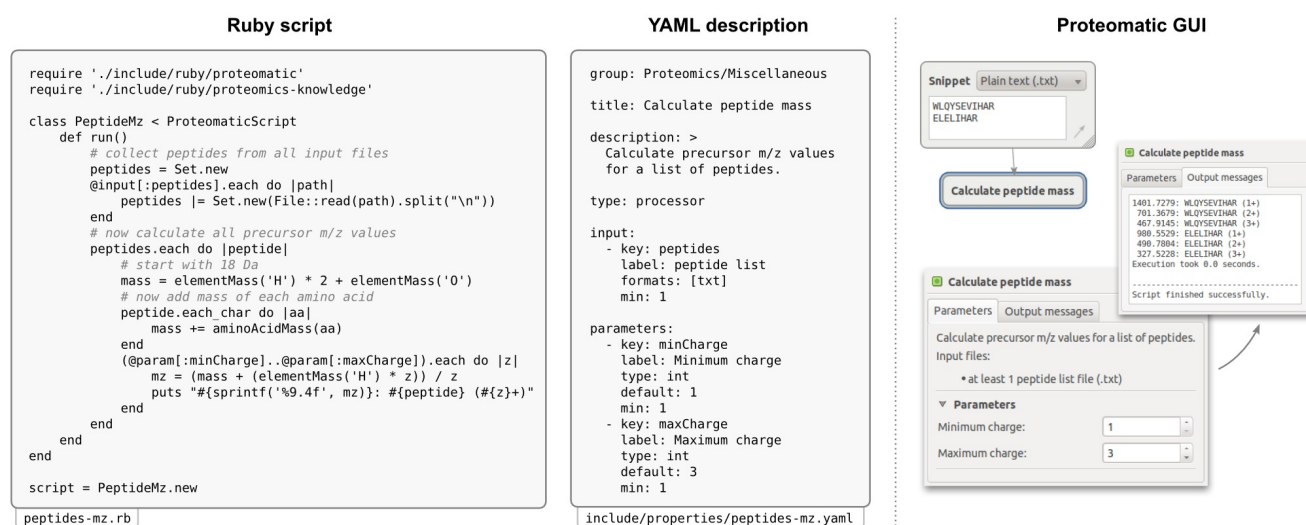 Ruby script
require './include/ruby/proteomatic'
require './include/ruby/proteomics-knowledge'
class PeptideMz < ProteomaticScript
    def run()
        # collect peptides from all input files
        peptides = Set.new
        @input[:peptides].each do |path|
            peptides |= Set.new(File::read(path).split("\n"))
        end
        # now calculate all precursor m/z values
        peptides.each do |peptide|
            # start with 18 Da
            mass = elementMass('H') * 2 + elementMass('O')
            # now add mass of each amino acid
            peptide.each_char do |aa|
                mass += aminoAcidMass(aa)
            end
            (@param[:minCharge]..@param[:maxCharge]).each do |z|
                mz = (mass + (elementMass('H') * z)) / z
                puts "#{sprintf('%9.4f', mz)}: #{peptide} (#{z}+)"
            end
        end
    end
end
script = PeptideMz.new
peptides-mz.rb
YAML description
group: Proteomics/Miscellaneous
title: Calculate peptide mass
description: >
  Calculate precursor m/z values
  for a list of peptides.
type: processor
input:
  - key: peptides
    label: peptide list
    formats: [txt]
    min: 1
parameters:
  - key: minCharge
    label: Minimum charge
    type: int
    default: 1
    min: 1
  - key: maxCharge
    label: Maximum charge
    type: int
    default: 3
    min: 1
include/properties/peptides-mz.yaml
Proteomatic GUI
Snippet Plain text (.txt)
WLQYSEVIHAR
ELELIHAR
Calculate peptide mass
Calculate peptide mass
Parameters Output messages
1401.7279: WLQYSEVIHAR (1+)
701.3679: WLQYSEVIHAR (2+)
467.9145: WLQYSEVIHAR (3+)
980.5529: ELELIHAR (1+)
490.7804: ELELIHAR (2+)
327.5228: ELELIHAR (3+)
Execution took 0.0 seconds.
Script finished successfully.
Calculate peptide mass
Parameters Output messages
Calculate precursor m/z values for a list of peptides.
Input files:
• at least 1 peptide list file (.txt)
Parameters
Minimum charge: 1
Maximum charge: 3